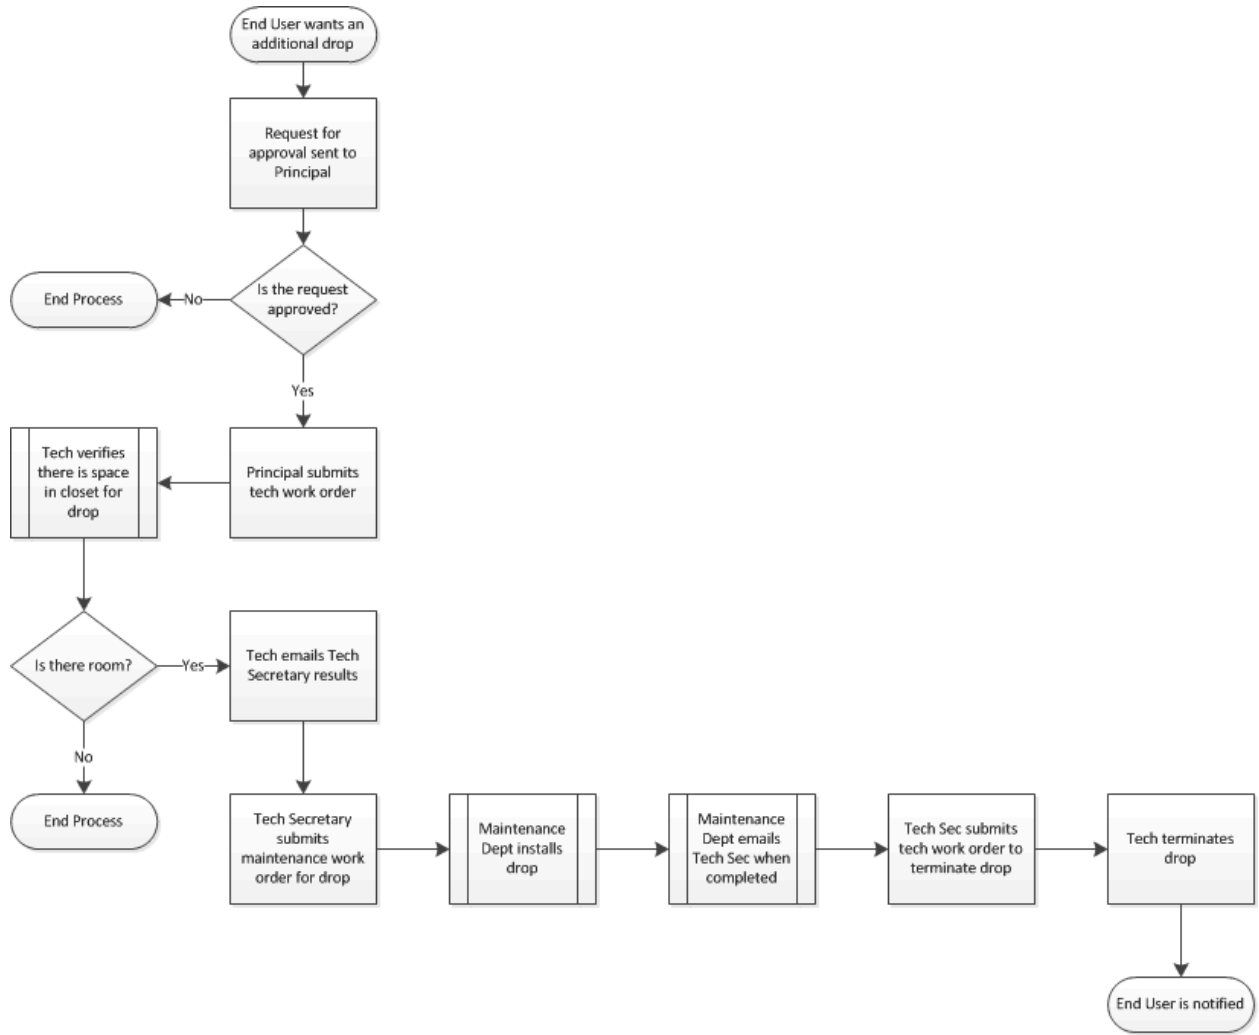 End User wants an
additional drop
Request for
approval sent to
Principal
Is the request
approved?
No
End Process
Yes
Principal submits
tech work order
Tech verifies
there is space
in closet for
drop
Is there room?
Yes
Tech emails Tech
Secretary results
No
End Process
Tech Secretary
submits
maintenance work
order for drop
Maintenance
Dept installs
drop
Maintenance
Dept emails
Tech Sec when
completed
Tech Sec submits
tech work order to
terminate drop
Tech terminates
drop
End User is notified